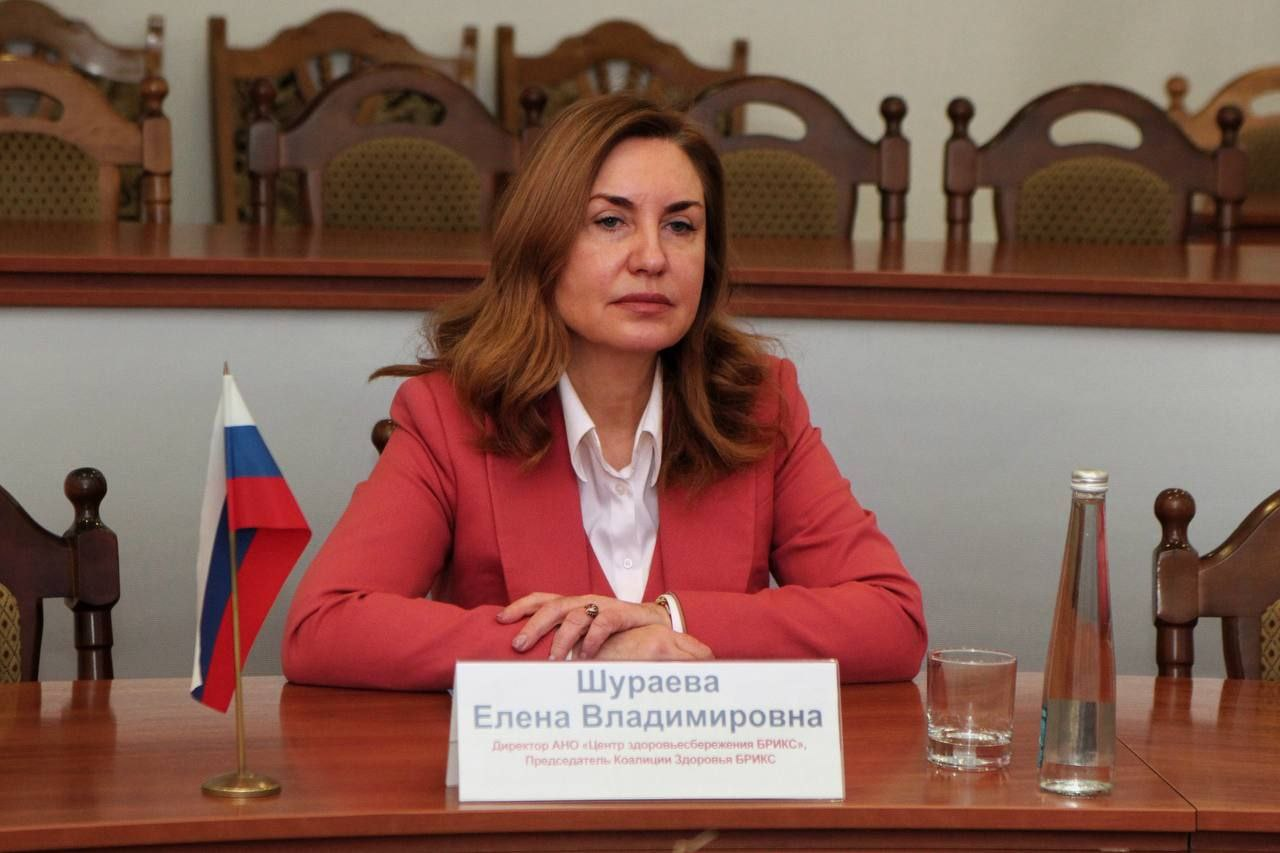 Шураева
Елена Владимировна
Директор АНО «Центр здоровьесбережения БРИКС»,
Председатель Коалиции Здоровья БРИКС